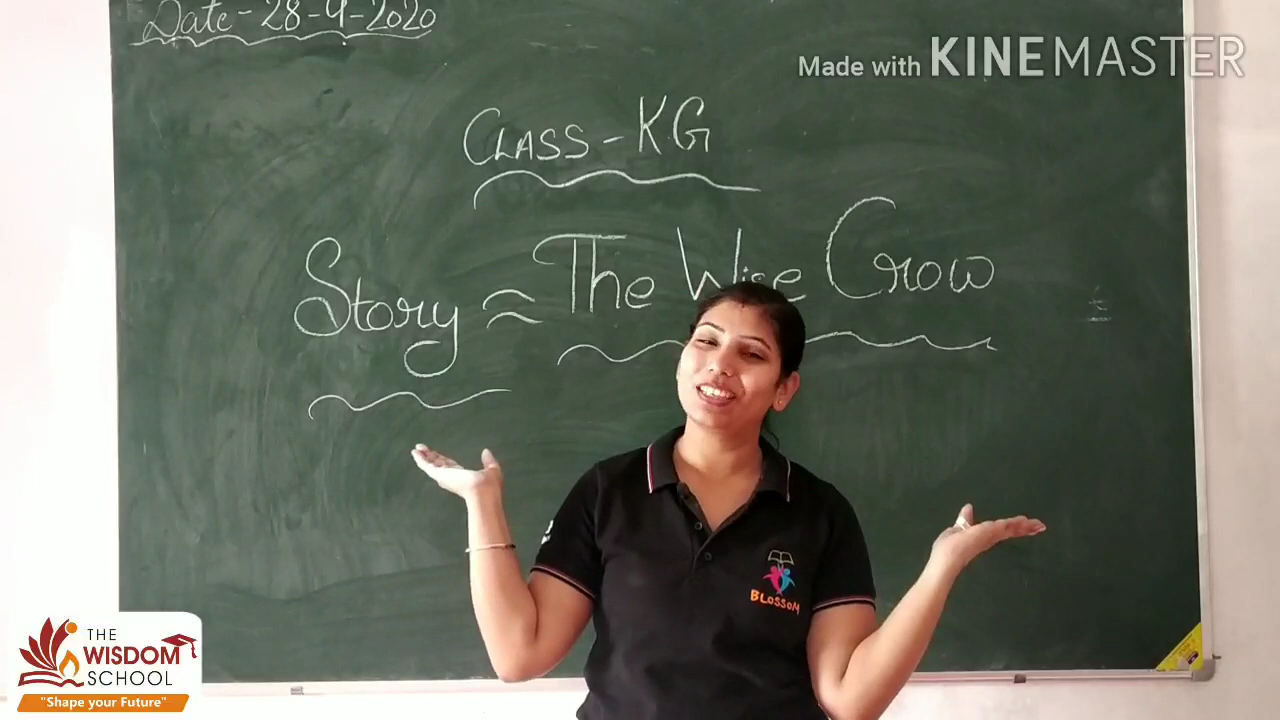 Date - 28-9-2020
Made with KINEMASTER
CLASS - KG
Story = The Wise Crow
BLOSSOM
THE
WISDOM
SCHOOL
"Shape your Future"